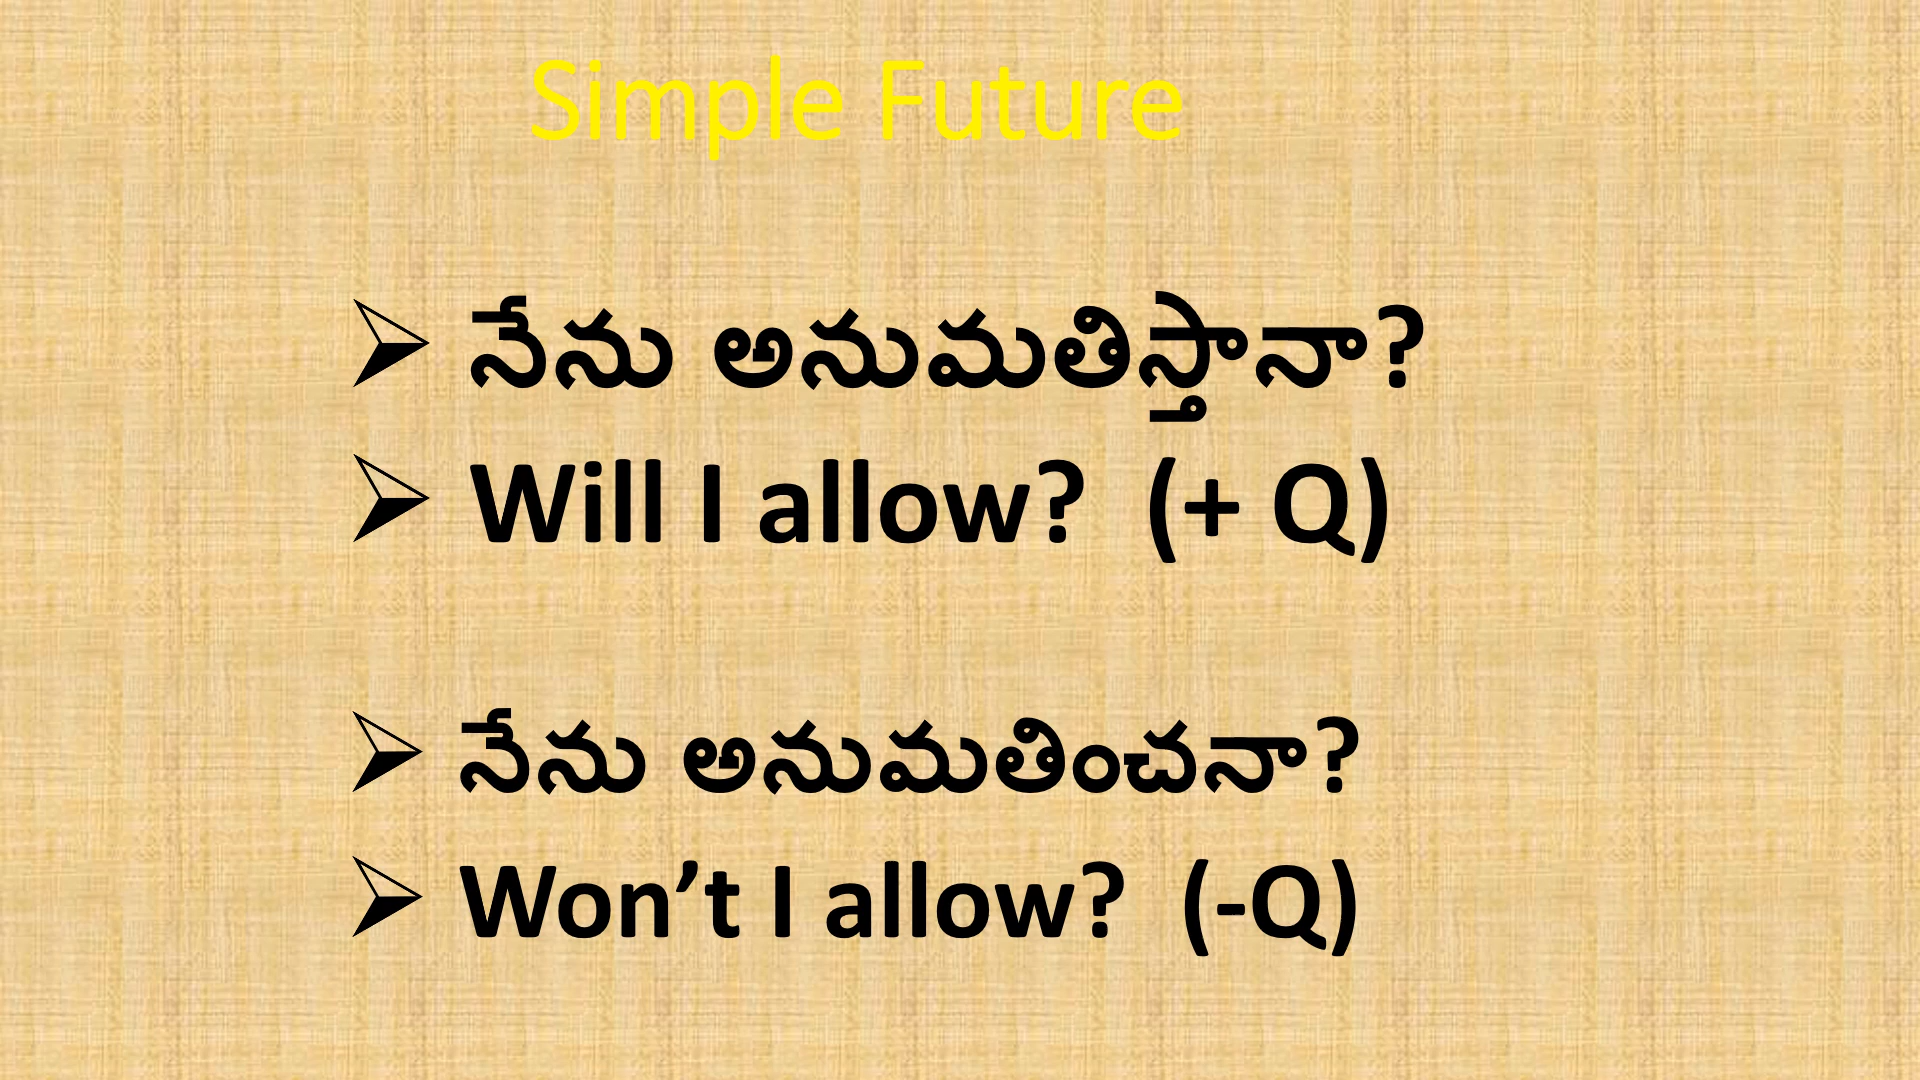 Simple Future
నేను అనుమతిస్తానా?
Will I allow? (+ Q)
నేను అనుమతించనా?
Won’t I allow? (-Q)